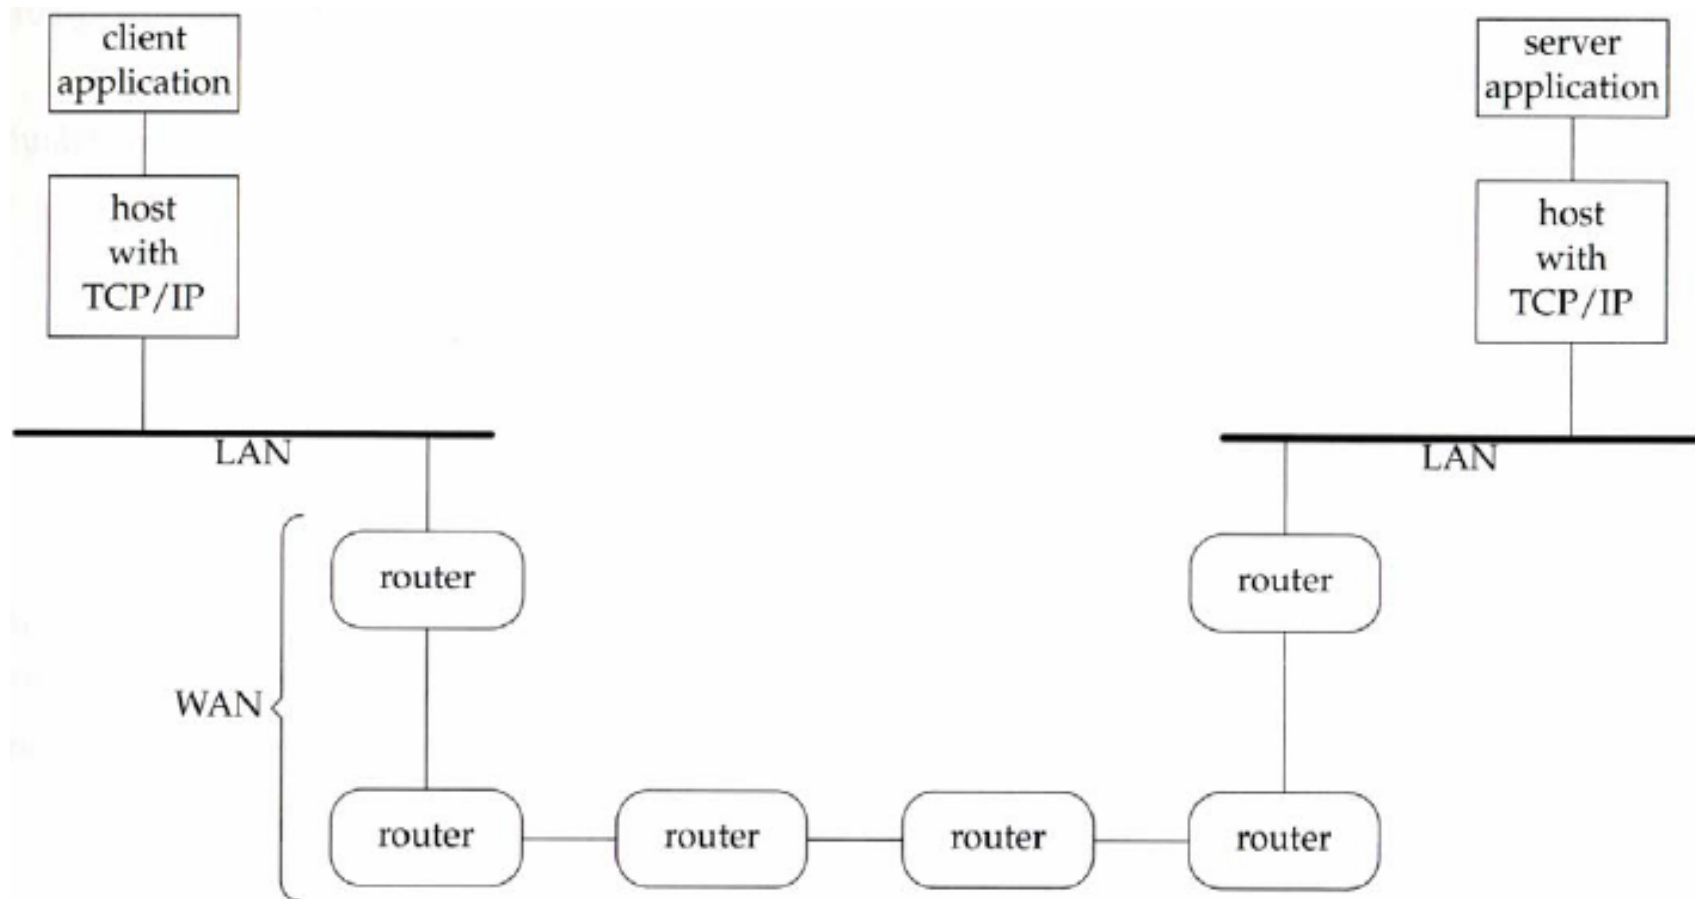 client
application
server
application
host
with
TCP/IP
host
with
TCP/IP
LAN
LAN
router
router
WAN
router
router
router
router